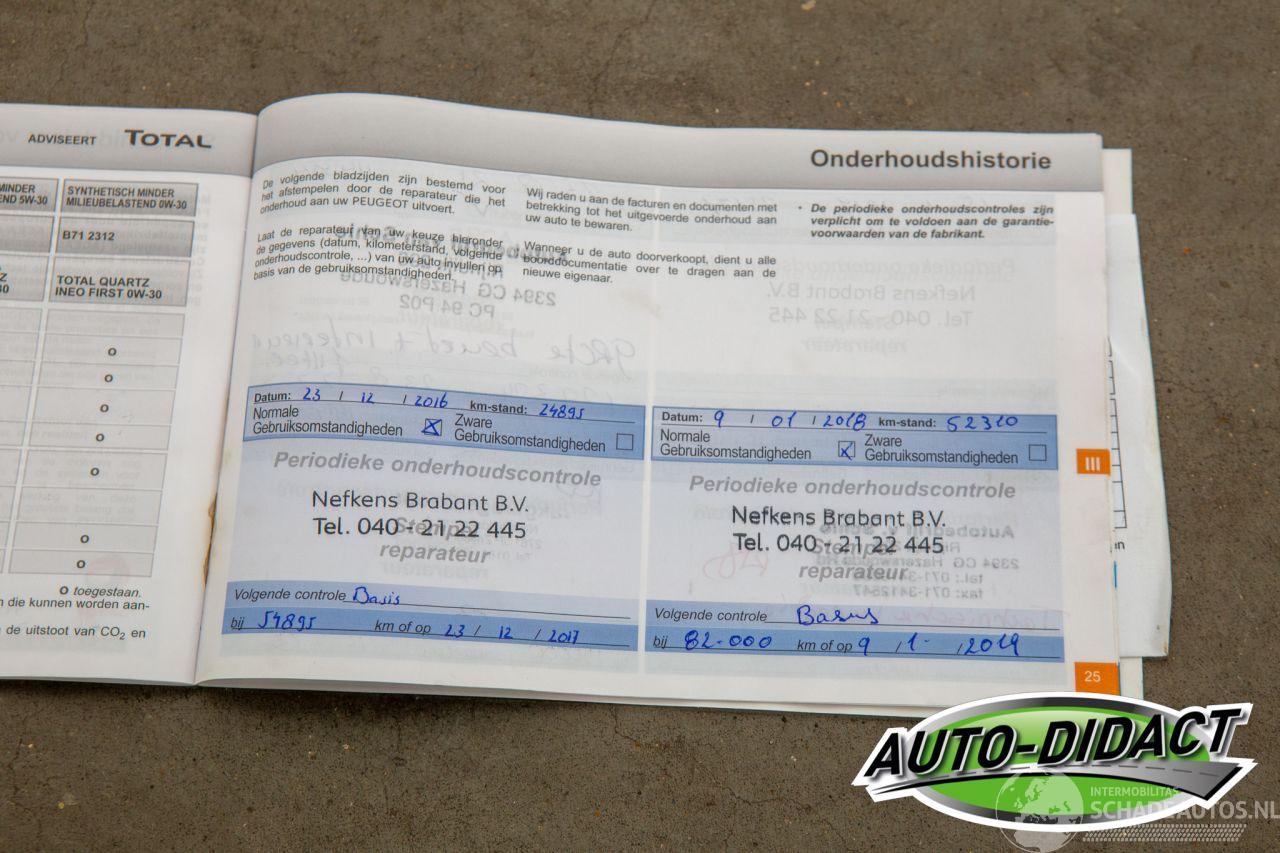 ADVISEERT TOTAL
MINDER
END 5W-30
SYNTHETISCH MINDER
MILIEUBELASTEND 0W-30
B71 2312
TOTAL QUARTZ
INEO FIRST 0W-30
o
o
o
o
o
o
o
O toegestaan.
n die kunnen worden aan-
de uitstoot van CO2 en
Onderhoudshistorie
De volgende bladzijden zijn bestemd voor
het afstempelen door de reparateur die het
onderhoud aan uw PEUGEOT uitvoert.
Laat de reparateur van uw keuze hieronder
de gegevens (datum, kilometerstand, volgende
onderhoudscontrole, ...) van uw auto invullen op
basis van de gebruiksomstandigheden.
Wij raden u aan de facturen en documenten met
betrekking tot het uitgevoerde onderhoud aan
uw auto te bewaren.
Wanneer u de auto doorverkoopt, dient u alle
boorddocumentatie over te dragen aan de
nieuwe eigenaar.
• De periodieke onderhoudscontroles zijn
verplicht om te voldoen aan de garantie-
voorwaarden van de fabrikant.
Datum: 23 / 12 / 2016 km-stand: 24895
Normale
Gebruiksomstandigheden
Zware
Gebruiksomstandigheden
Periodieke onderhoudscontrole
Nefkens Brabant B.V.
Tel. 040 - 21 22 445
Stempel
reparateur
Volgende controle Basis
bij 54895 km of op 23 / 12 / 2017
Datum: 9 / 01 / 2018 km-stand: 52310
Normale
Gebruiksomstandigheden
Zware
Gebruiksomstandigheden
Periodieke onderhoudscontrole
Nefkens Brabant B.V.
Tel. 040 - 21 22 445
Stempel
reparateur
Volgende controle Basis
bij 82.000 km of op 9 / 1 / 2019
III
25
AUTO-DIDACT
INTERMOBILITAS
SCHADEAUTOS.NL